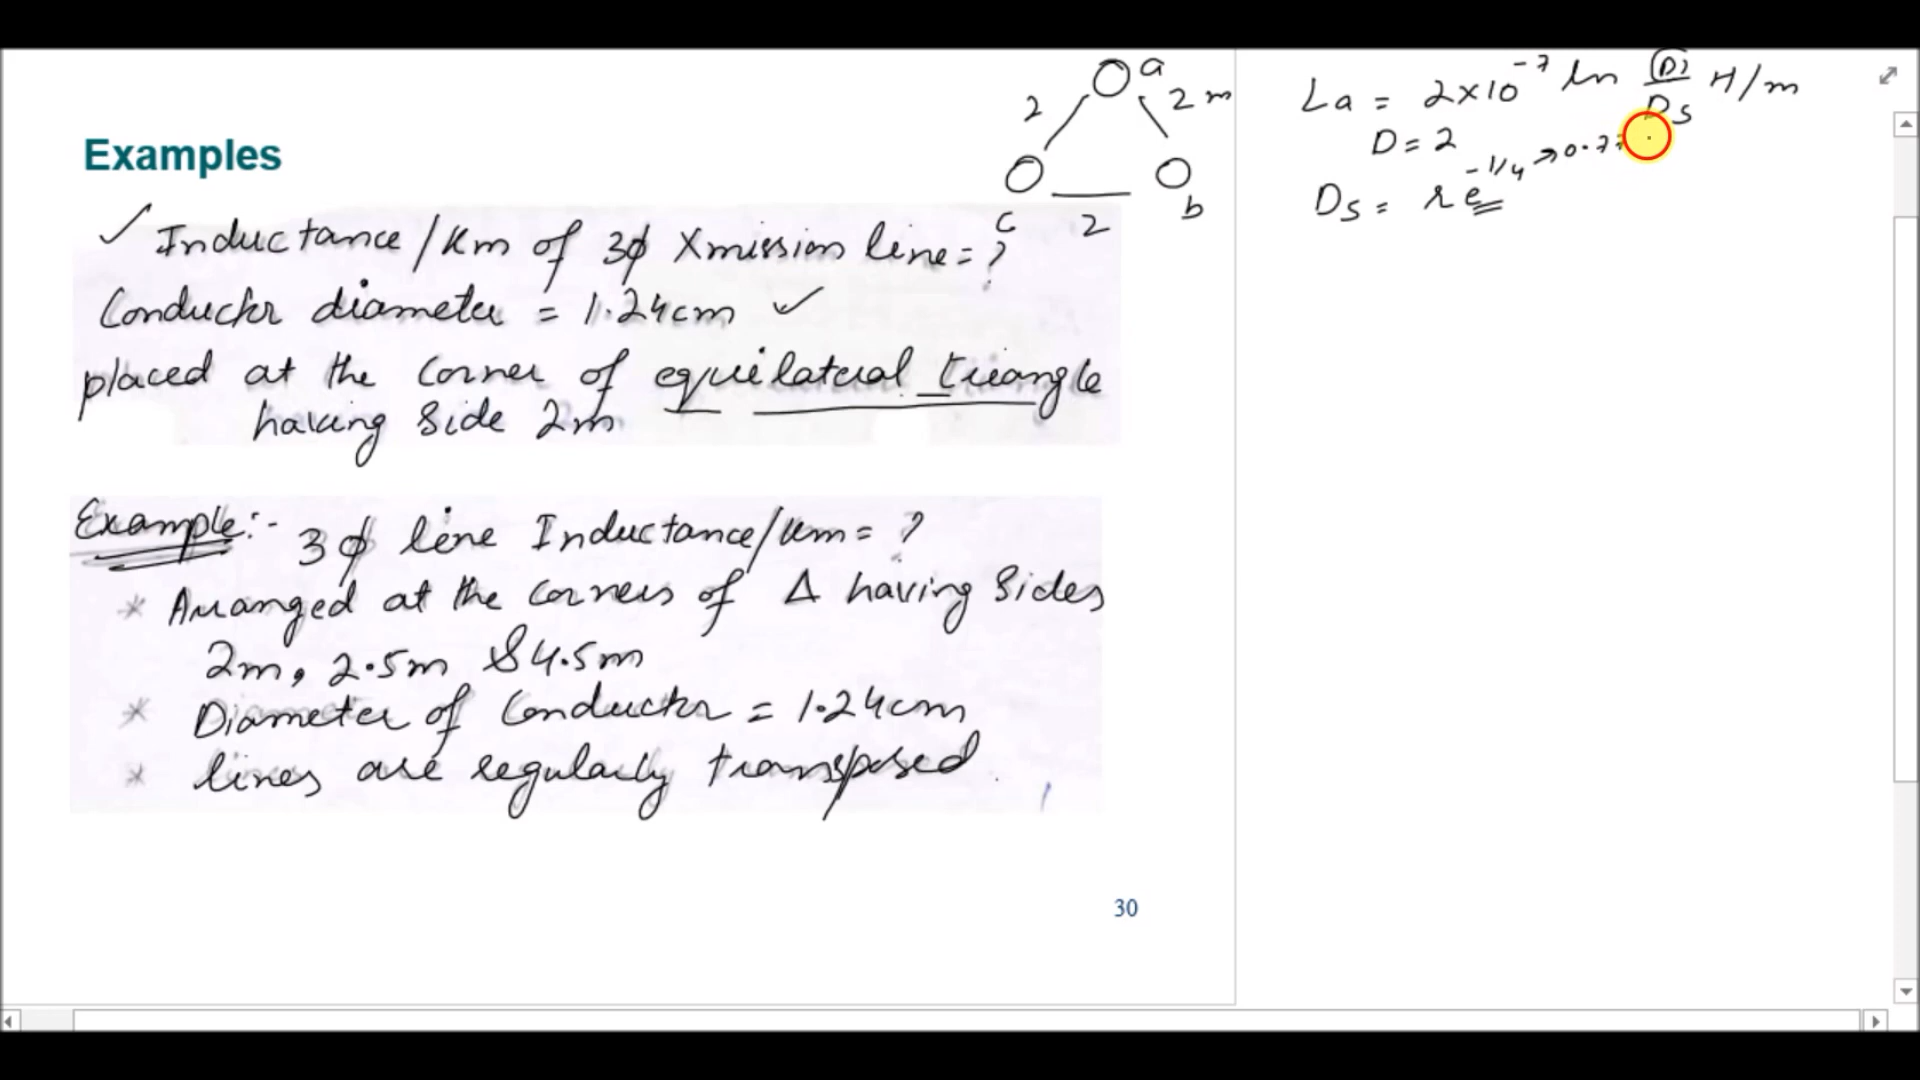 Examples
Inductance/Km of 3ϕ Xmission line = ?
Conductor diameter = 1.24cm ✓
placed at the corner of equilateral triangle
having side 2m
Example:-
3ϕ line Inductance/km = ?
* Arranged at the corners of Δ having sides
2m, 2.5m & 4.5m
* Diameter of Conductor = 1.24cm
* lines are regularly transposed.
30
a
2
2 m
c
2
b
La = 2×10⁻⁷ ln D/Ds H/m
D = 2
Ds = r e^-1/4 → 0.77